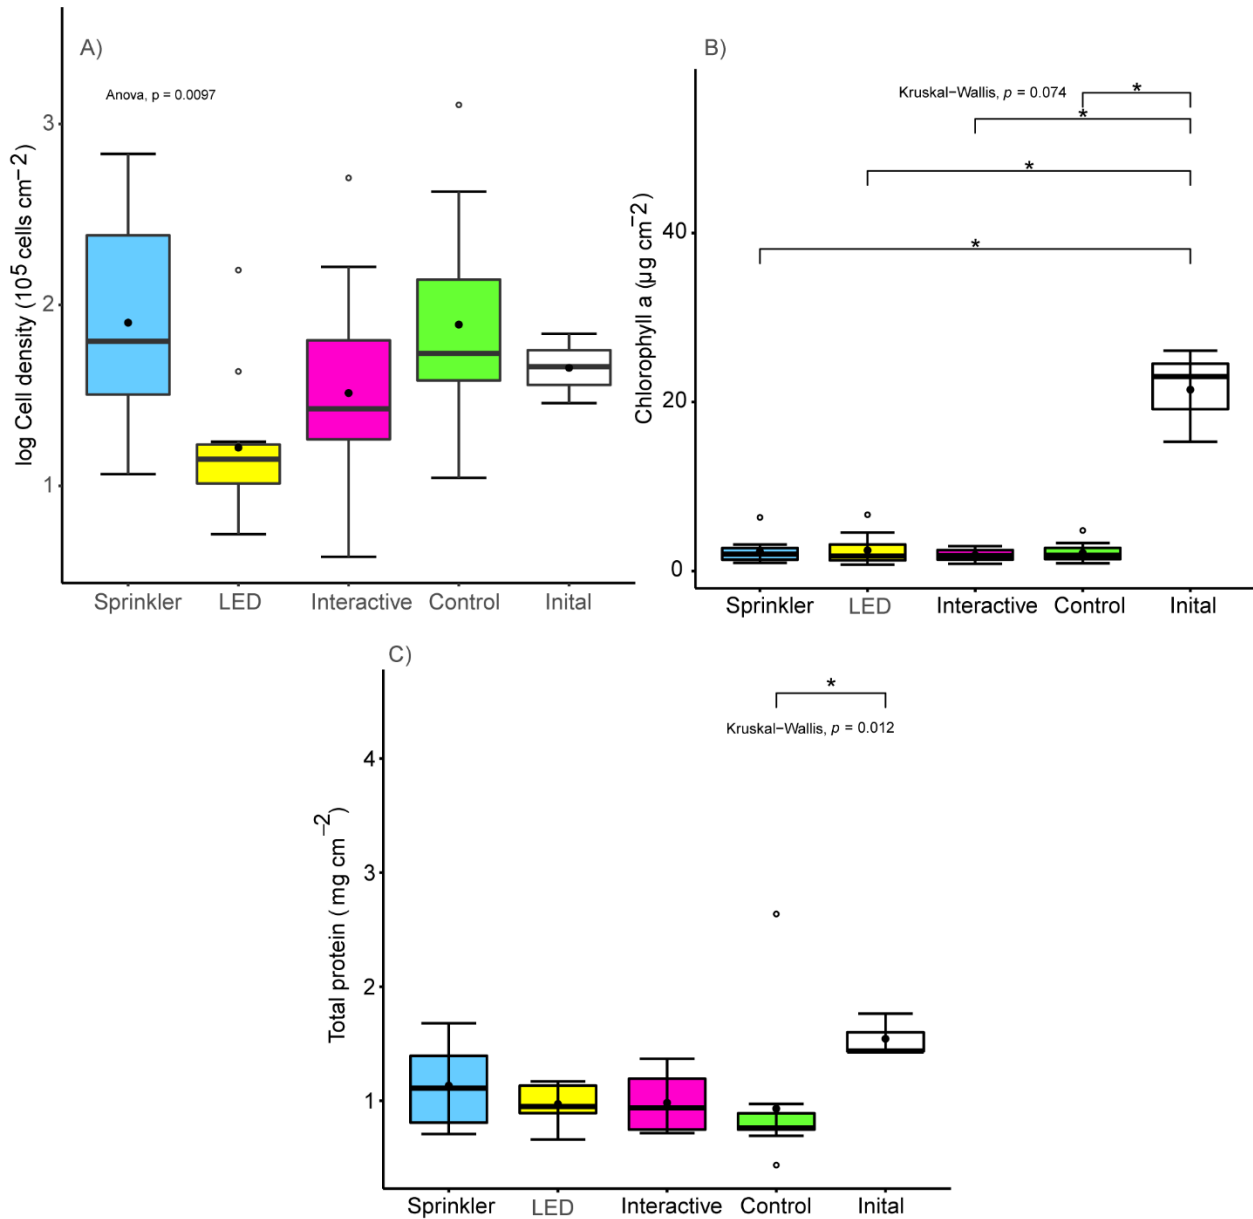 A)
Anova, p = 0.0097
log Cell density (10⁵ cells cm⁻²)
3
2
1
Sprinkler LED Interactive Control Inital
B)
Kruskal−Wallis, p = 0.074
*
*
*
*
Chlorophyll a (µg cm⁻²)
40
20
0
Sprinkler LED Interactive Control Inital
C)
*
Kruskal−Wallis, p = 0.012
Total protein ( mg cm⁻²)
4
3
2
1
Sprinkler LED Interactive Control Inital